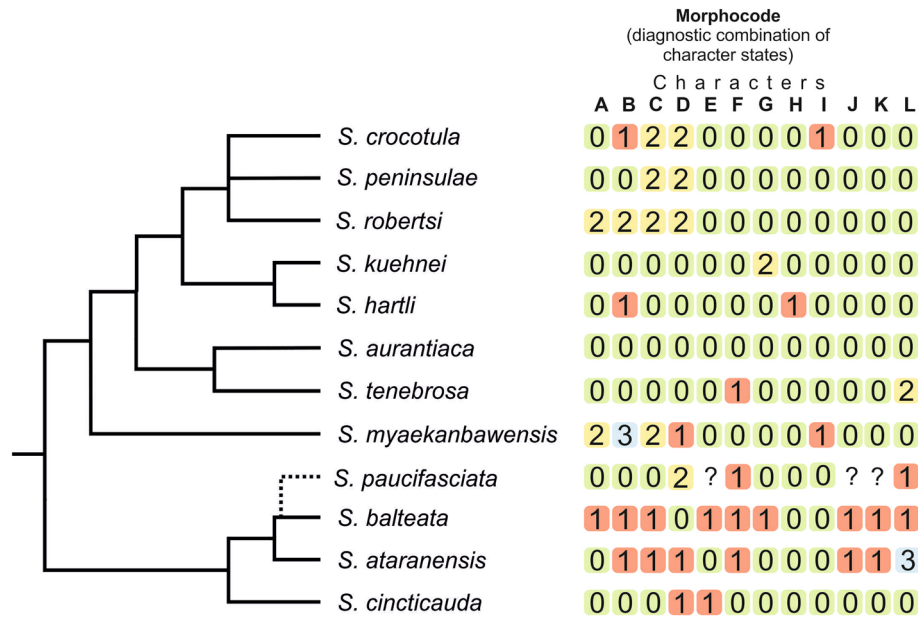 Morphocode
(diagnostic combination of
character states)
Characters
A B C D E F G H I J K L
S. crocotula 0 1 2 2 0 0 0 0 1 0 0 0
S. peninsulae 0 0 2 2 0 0 0 0 0 0 0 0
S. robertsi 2 2 2 2 0 0 0 0 0 0 0 0
S. kuehnei 0 0 0 0 0 0 2 0 0 0 0 0
S. hartli 0 1 0 0 0 0 0 1 0 0 0 0
S. aurantiaca 0 0 0 0 0 0 0 0 0 0 0 0
S. tenebrosa 0 0 0 0 0 1 0 0 0 0 0 2
S. myaekanbawensis 2 3 2 1 0 0 0 0 1 0 0 0
S. paucifasciata 0 0 0 2 ? 1 0 0 0 ? ? 1
S. balteata 1 1 1 0 1 1 1 0 0 1 1 1
S. ataranensis 0 1 1 1 0 1 0 0 0 1 1 3
S. cincticauda 0 0 0 1 1 0 0 0 0 0 0 0